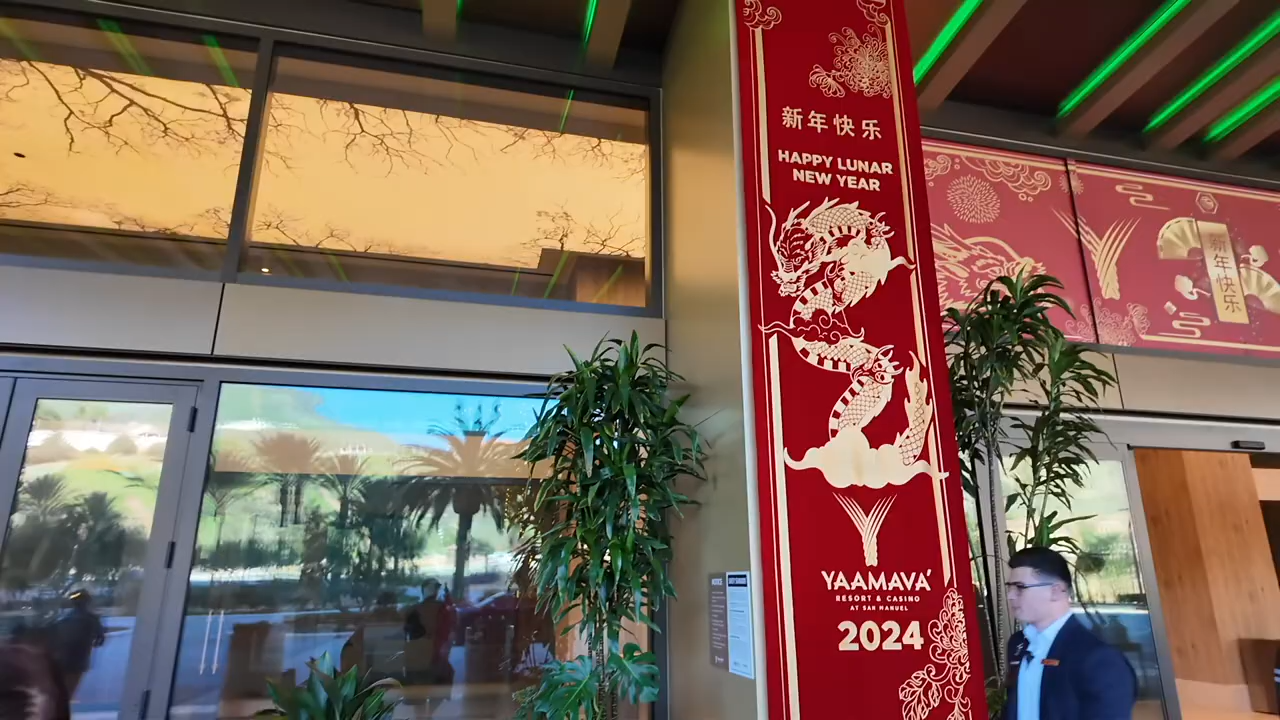 新年快乐
HAPPY LUNAR
NEW YEAR
YAAMAVA'
RESORT & CASINO
AT SAN MANUEL
2024
新年快乐